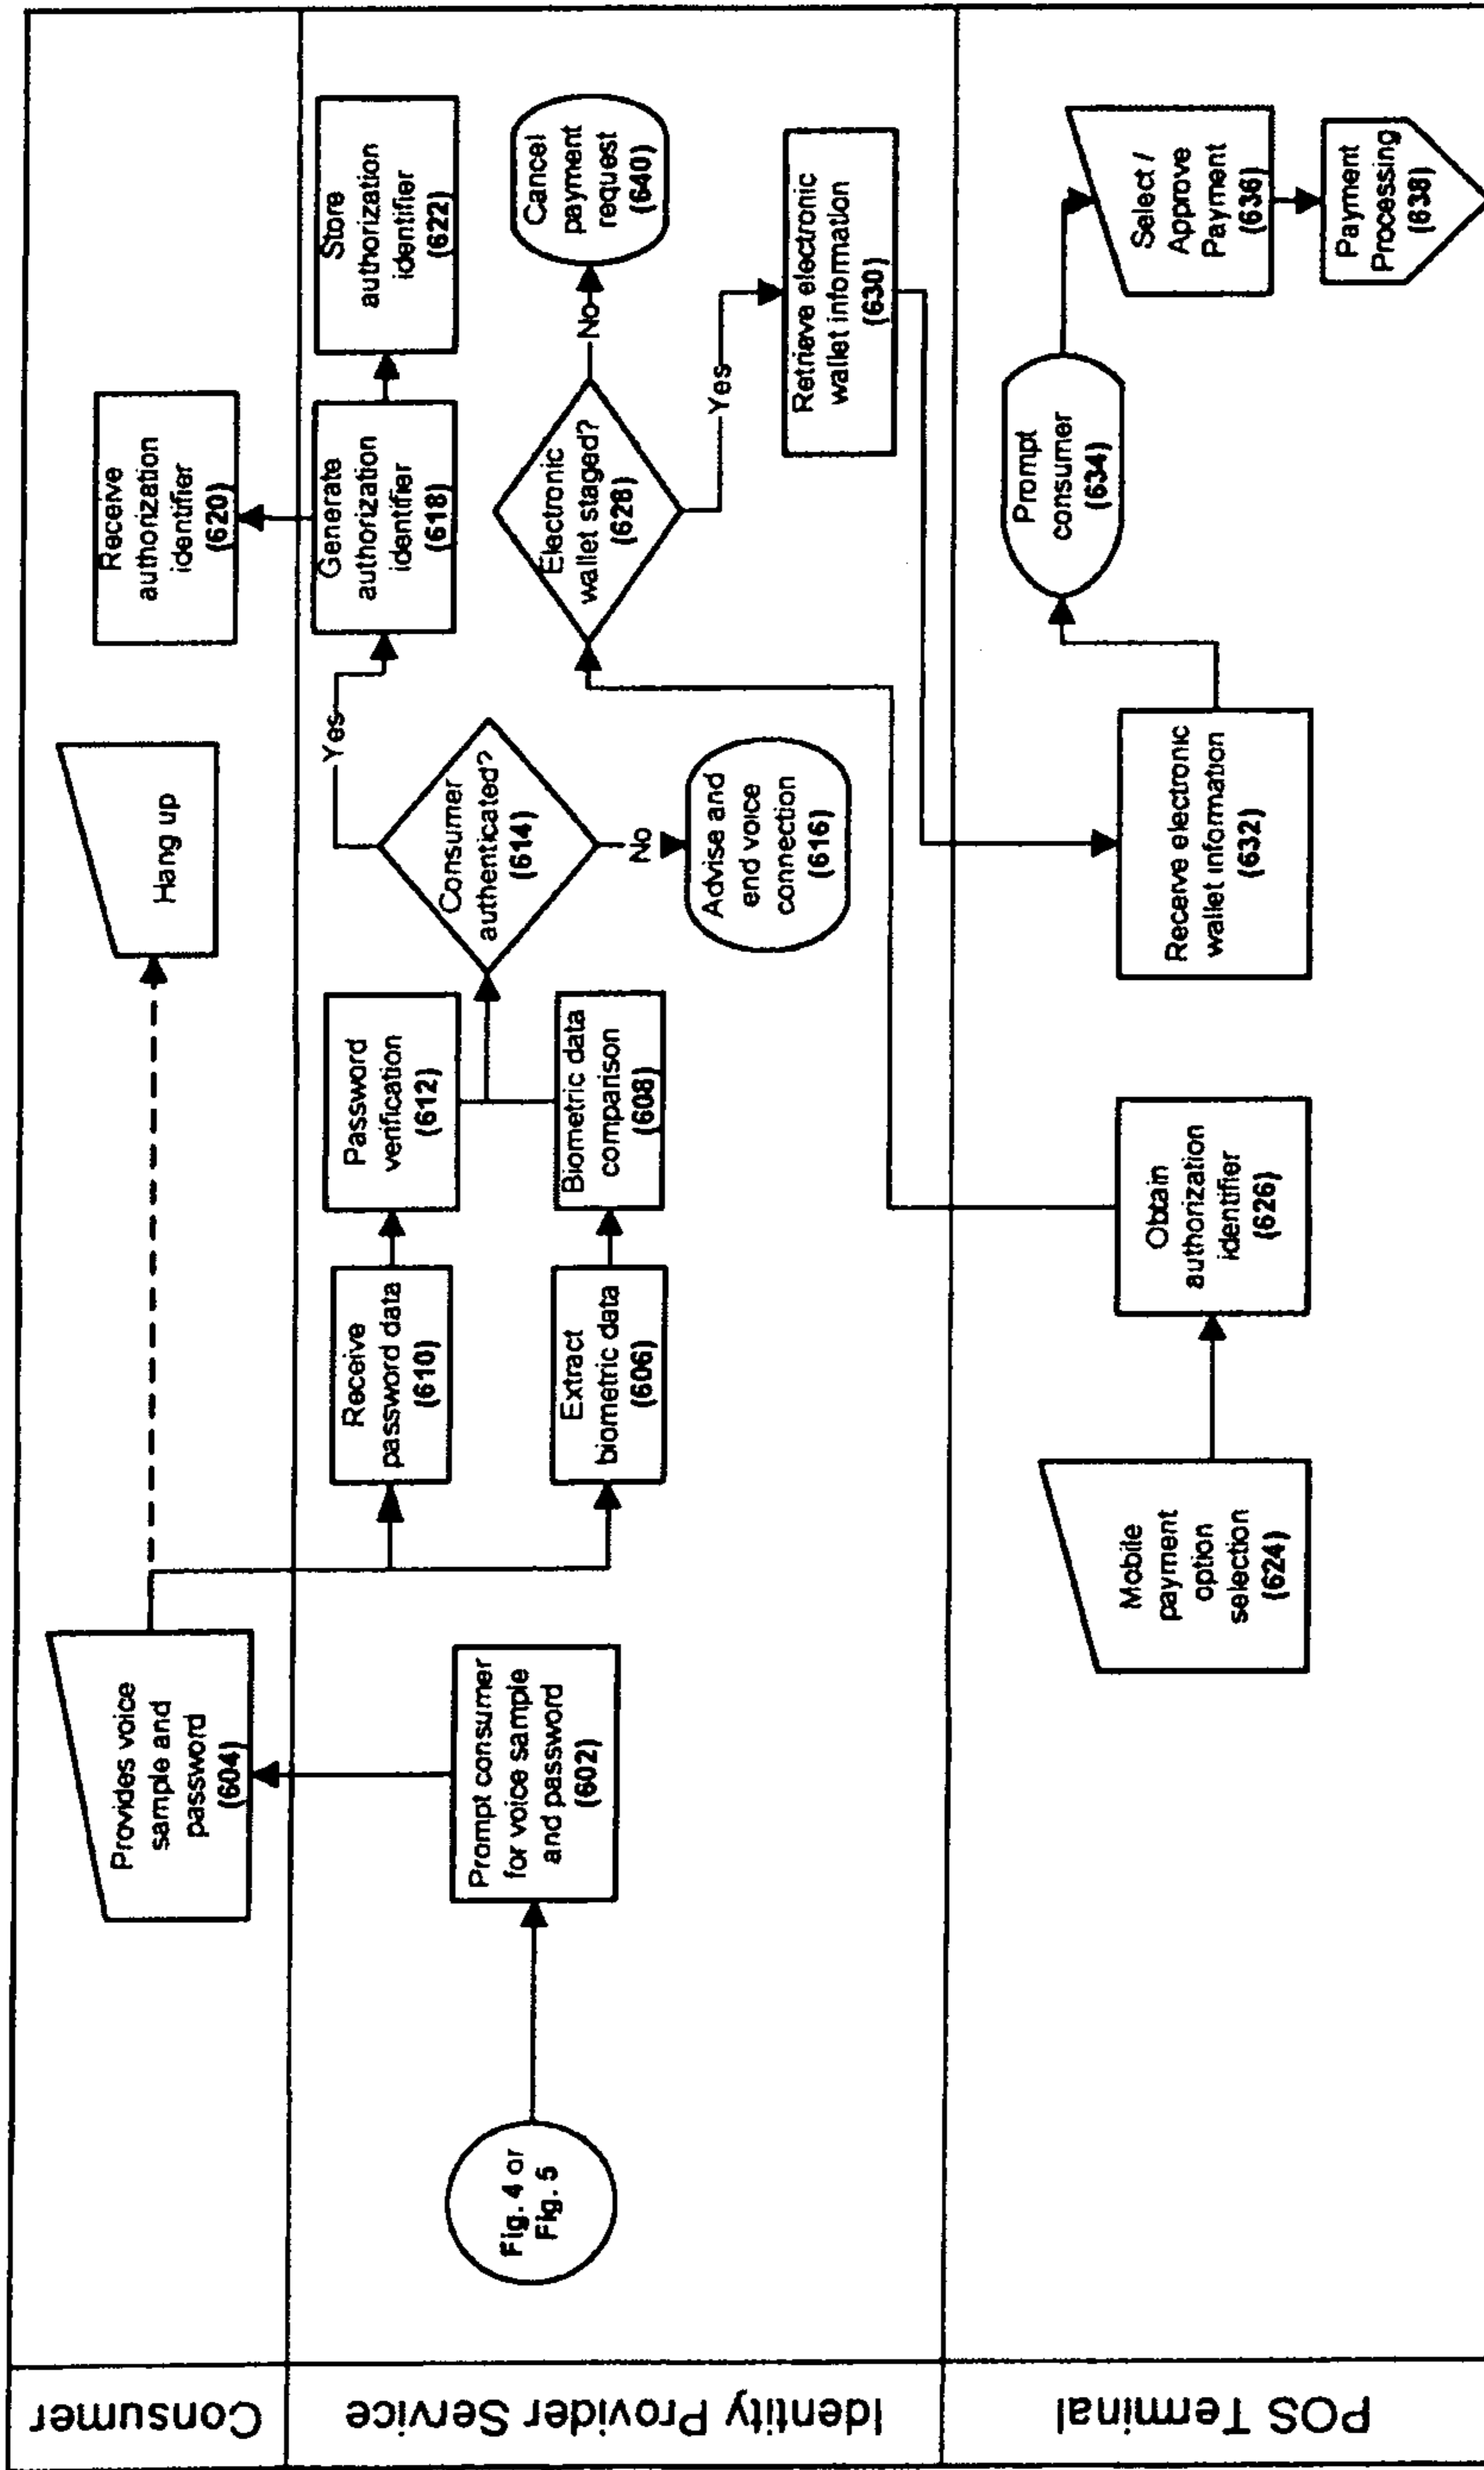 Consumer
Provides voice
sample and
password
(604)
Hang up
Receive
authorization
identifier
(620)
Identity Provider Service
Fig. 4 or
Fig. 5
Prompt consumer
for voice sample
and password
(602)
Receive
password data
(610)
Password
verification
(612)
Extract
biometric data
(606)
Biometric data
comparison
(608)
Consumer
authenticated?
(614)
Yes
No
Advise and
end voice
connection
(616)
Generate
authorization
identifier
(618)
Store
authorization
identifier
(622)
Electronic
wallet staged?
(628)
No
Cancel
payment
request
(640)
Yes
Retrieve electronic
wallet information
(630)
POS Terminal
Mobile
payment
option
selection
(624)
Obtain
authorization
identifier
(626)
Receive electronic
wallet information
(632)
Prompt
consumer
(634)
Select /
Approve
Payment
(636)
Payment
Processing
(638)